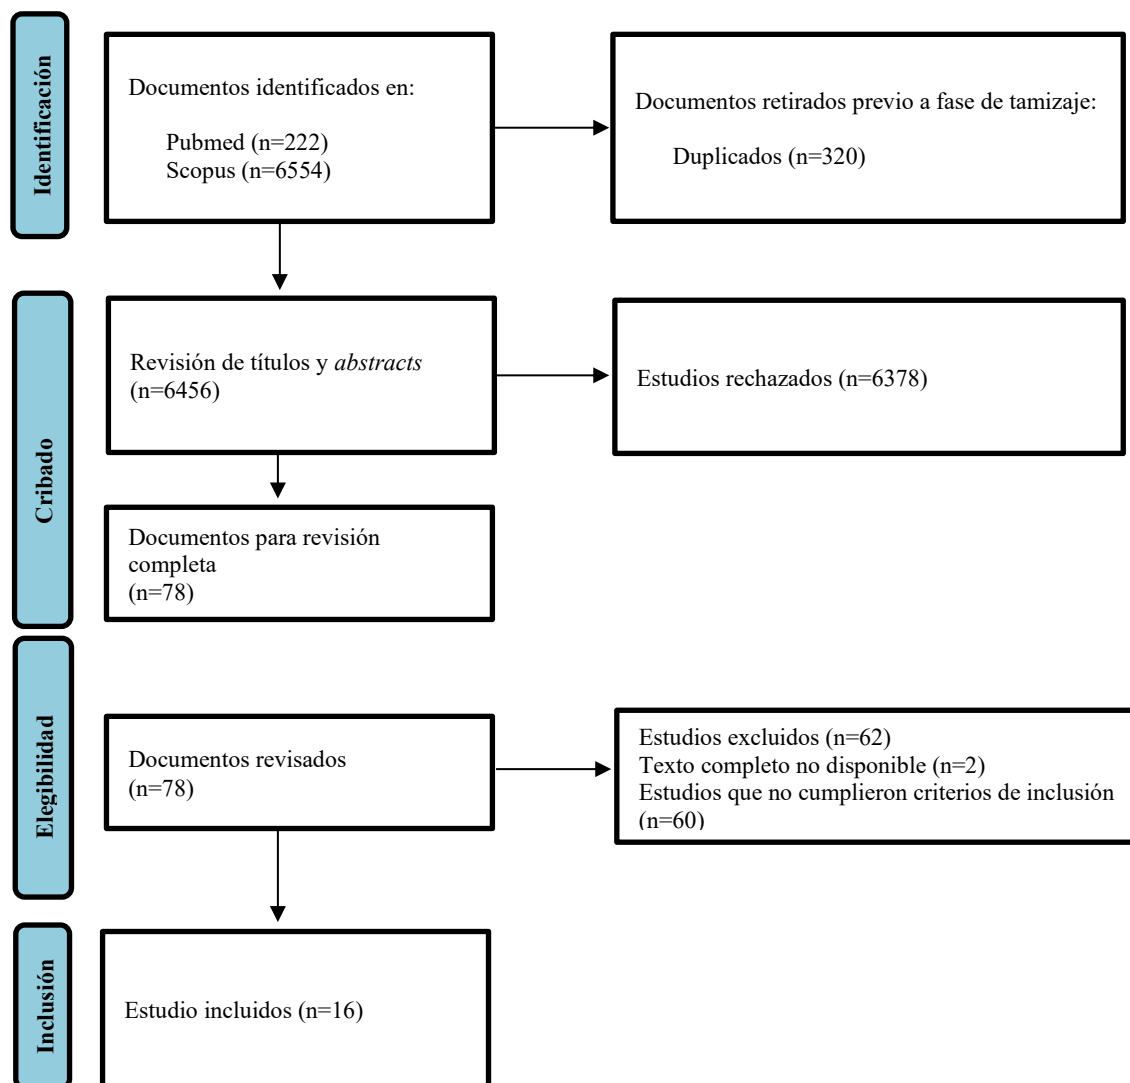 Identificación
Documentos identificados en:
Pubmed (n=222)
Scopus (n=6554)
Documentos retirados previo a fase de tamizaje:
Duplicados (n=320)
Cribado
Revisión de títulos y abstracts
(n=6456)
Estudios rechazados (n=6378)
Documentos para revisión
completa
(n=78)
Elegibilidad
Documentos revisados
(n=78)
Estudios excluidos (n=62)
Texto completo no disponible (n=2)
Estudios que no cumplieron criterios de inclusión
(n=60)
Inclusión
Estudio incluidos (n=16)